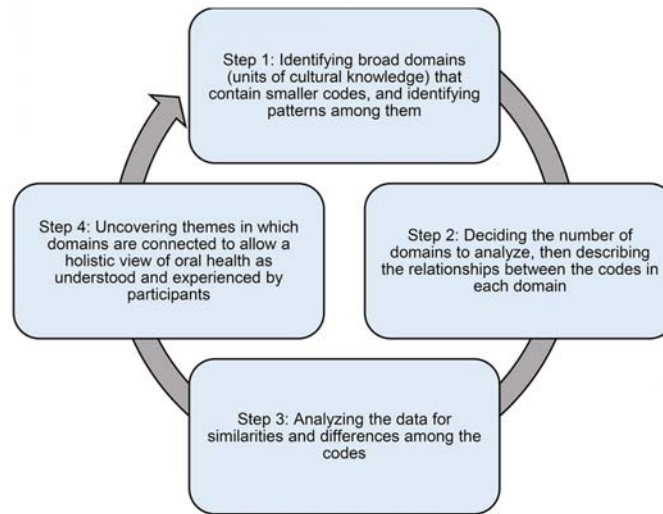 Step 1: Identifying broad domains
(units of cultural knowledge) that
contain smaller codes, and identifying
patterns among them
Step 2: Deciding the number of
domains to analyze, then describing
the relationships between the codes in
each domain
Step 3: Analyzing the data for
similarities and differences among the
codes
Step 4: Uncovering themes in which
domains are connected to allow a
holistic view of oral health as
understood and experienced by
participants